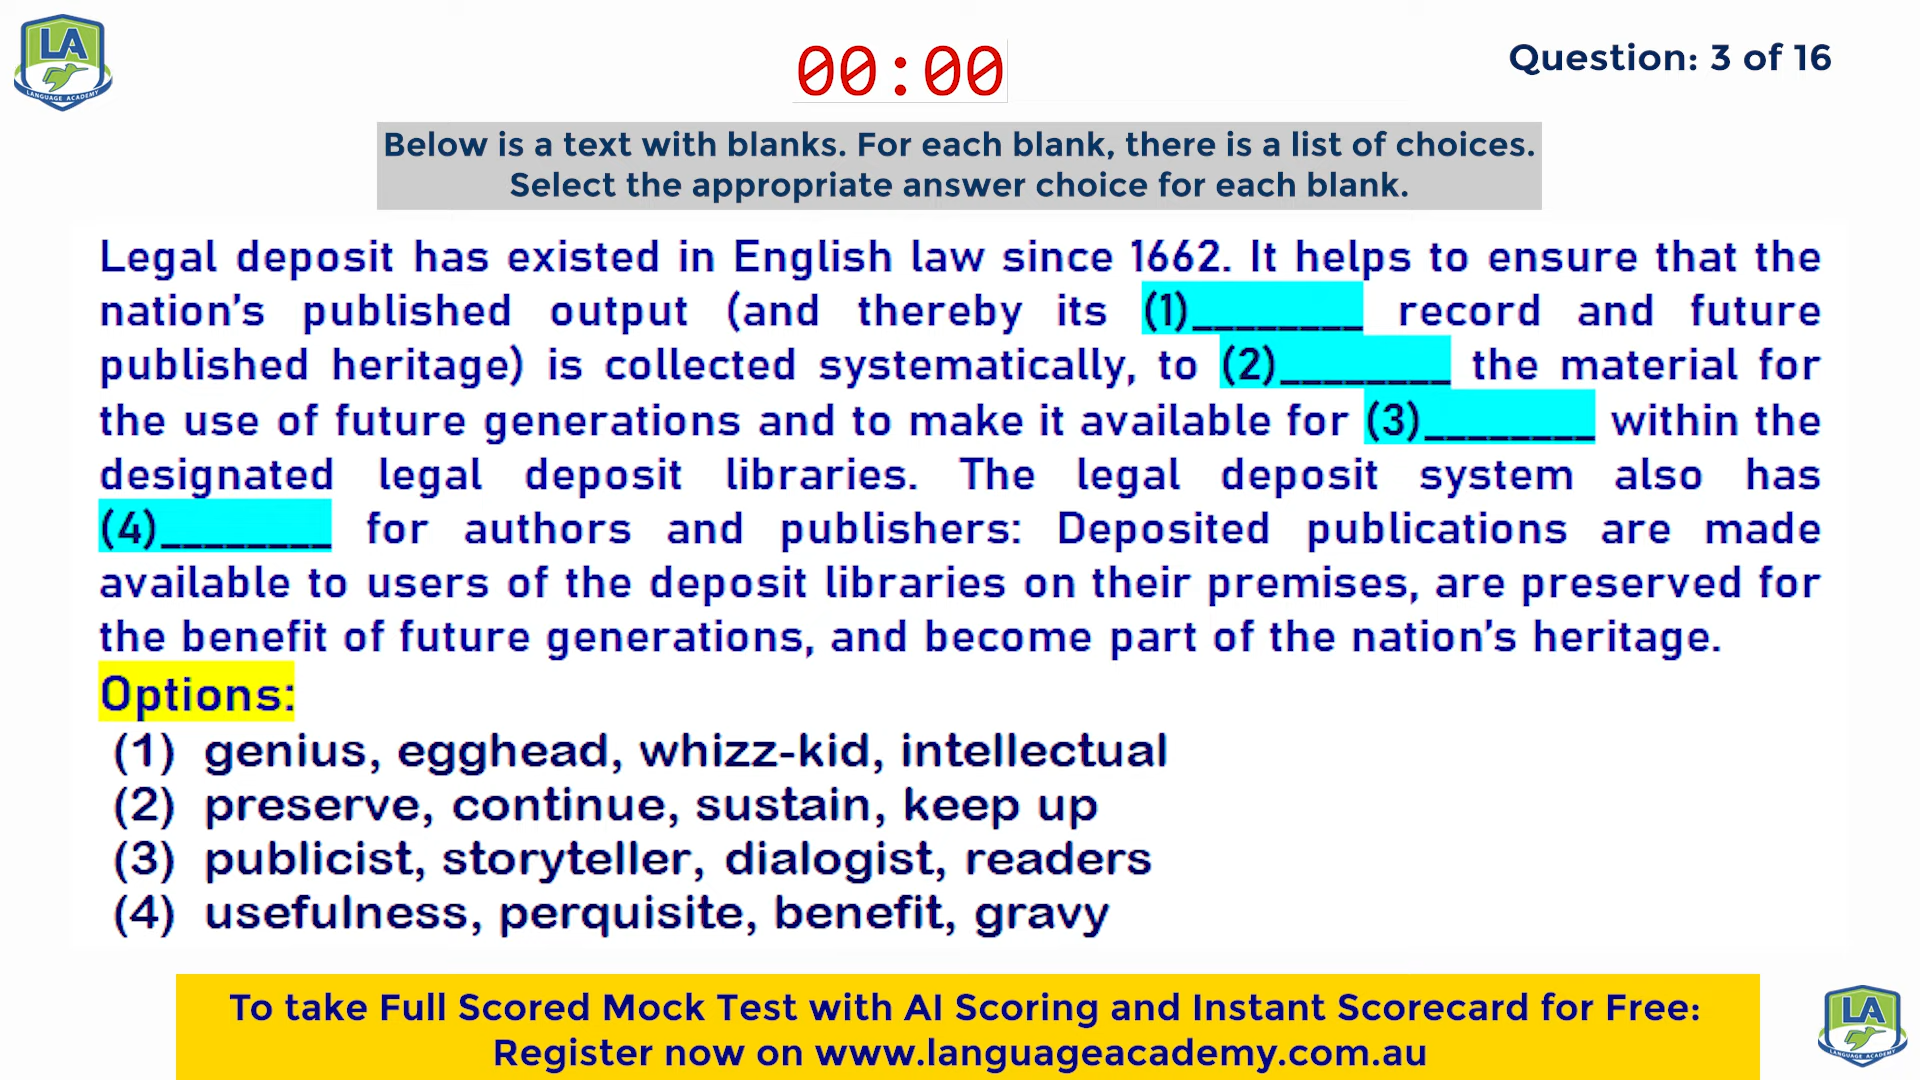 LA
LANGUAGE ACADEMY
00:00
Question: 3 of 16
Below is a text with blanks. For each blank, there is a list of choices.
Select the appropriate answer choice for each blank.
Legal deposit has existed in English law since 1662. It helps to ensure that the
nation's published output (and thereby its (1)________ record and future
published heritage) is collected systematically, to (2)________ the material for
the use of future generations and to make it available for (3)________ within the
designated legal deposit libraries. The legal deposit system also has
(4)________ for authors and publishers: Deposited publications are made
available to users of the deposit libraries on their premises, are preserved for
the benefit of future generations, and become part of the nation's heritage.
Options:
(1) genius, egghead, whizz-kid, intellectual
(2) preserve, continue, sustain, keep up
(3) publicist, storyteller, dialogist, readers
(4) usefulness, perquisite, benefit, gravy
To take Full Scored Mock Test with AI Scoring and Instant Scorecard for Free:
Register now on www.languageacademy.com.au
LA
LANGUAGE ACADEMY